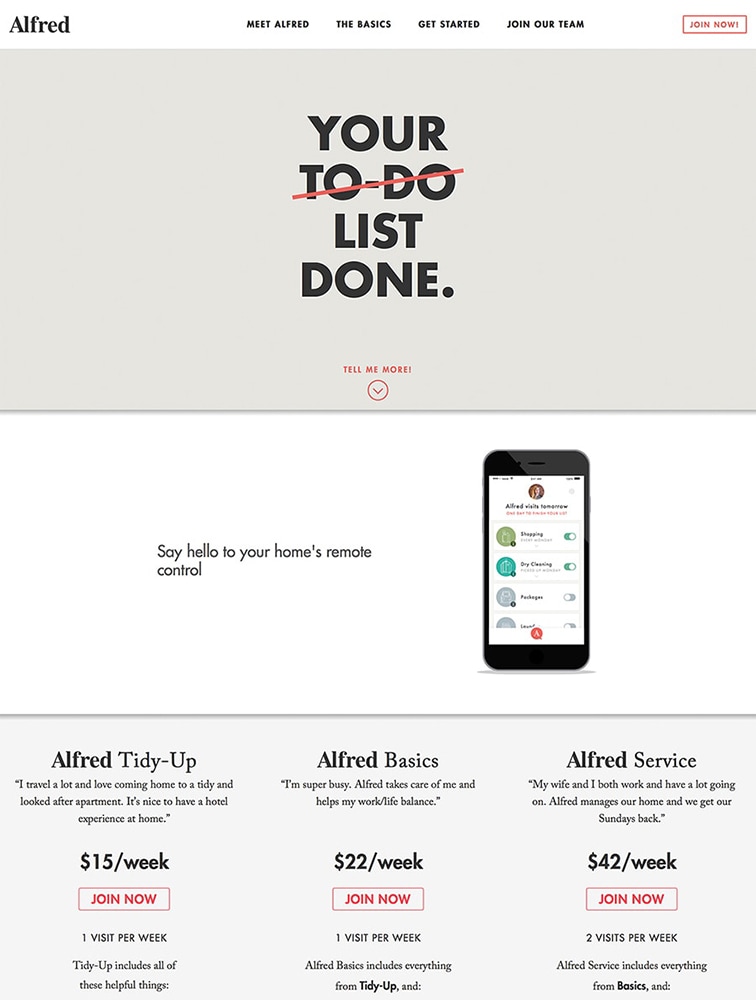 Alfred
MEET ALFRED THE BASICS GET STARTED JOIN OUR TEAM
JOIN NOW!
YOUR
TO-DO
LIST
DONE.
TELL ME MORE!
Say hello to your home's remote
control
Alfred visits tomorrow
ONE DAY TO FINISH YOUR LIST
Shopping
EVERY MONDAY
Dry Cleaning
PICKS UP MONDAY
Packages
A
Alfred Tidy-Up
“I travel a lot and love coming home to a tidy and
looked after apartment. It’s nice to have a hotel
experience at home.”
$15/week
JOIN NOW
1 VISIT PER WEEK
Tidy-Up includes all of
these helpful things:
Alfred Basics
“I’m super busy. Alfred takes care of me and
helps my work/life balance.”
$22/week
JOIN NOW
1 VISIT PER WEEK
Alfred Basics includes everything
from Tidy-Up, and:
Alfred Service
“My wife and I both work and have a lot going
on. Alfred manages our home and we get our
Sundays back.”
$42/week
JOIN NOW
2 VISITS PER WEEK
Alfred Service includes everything
from Basics, and: